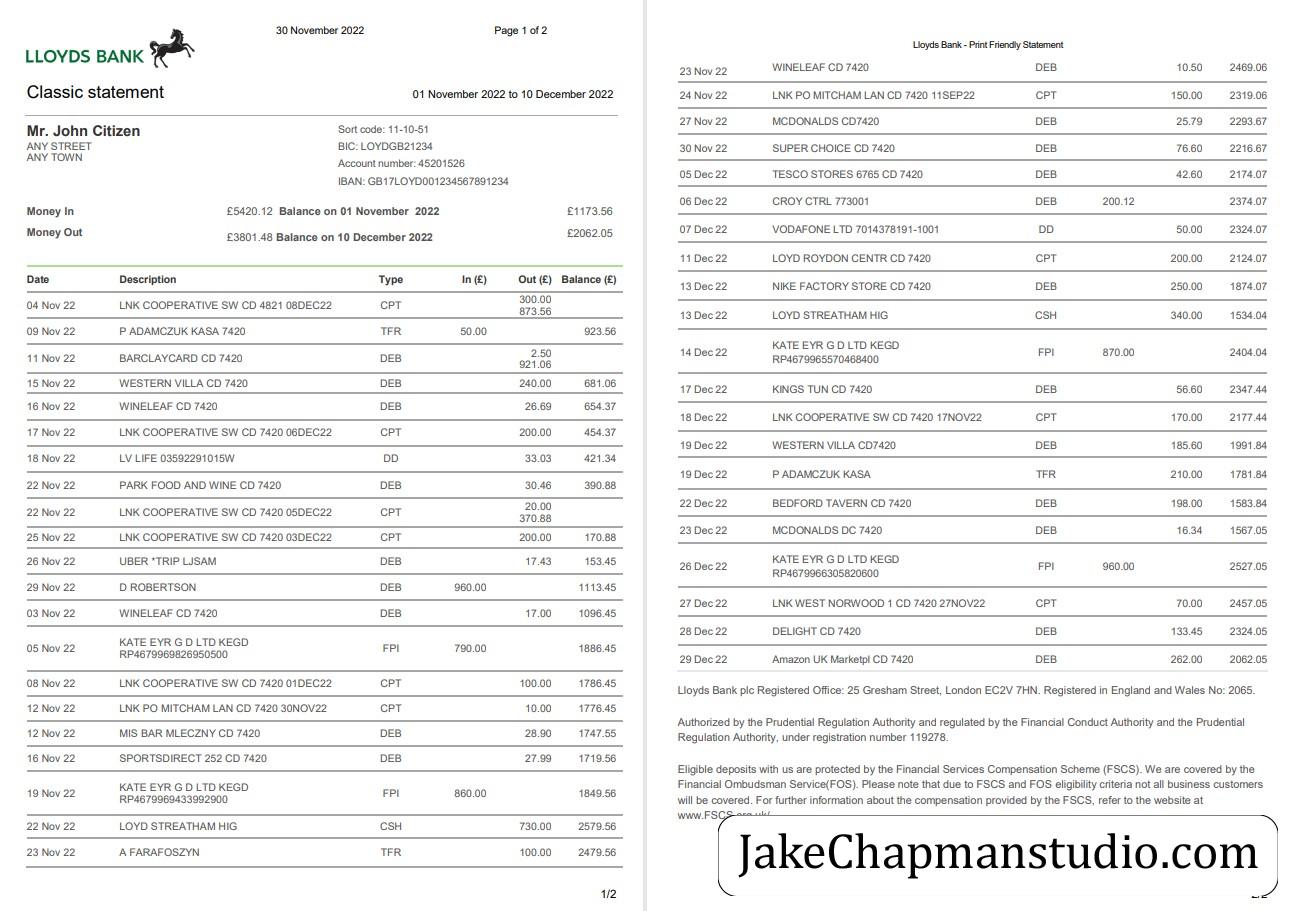 30 November 2022 Page 1 of 2
LLOYDS BANK
Classic statement 01 November 2022 to 10 December 2022
Mr. John Citizen
ANY STREET
ANY TOWN
Sort code: 11-10-51
BIC: LOYDGB21234
Account number: 45201526
IBAN: GB17LOYD001234567891234
Money In £5420.12 Balance on 01 November 2022 £1173.56
Money Out £3801.48 Balance on 10 December 2022 £2062.05
Date Description Type In (£) Out (£) Balance (£)
04 Nov 22 LNK COOPERATIVE SW CD 4821 08DEC22 CPT 300.00
873.56
09 Nov 22 P ADAMCZUK KASA 7420 TFR 50.00 923.56
11 Nov 22 BARCLAYCARD CD 7420 DEB 2.50
921.06
15 Nov 22 WESTERN VILLA CD 7420 DEB 240.00 681.06
16 Nov 22 WINELEAF CD 7420 DEB 26.69 654.37
17 Nov 22 LNK COOPERATIVE SW CD 7420 06DEC22 CPT 200.00 454.37
18 Nov 22 LV LIFE 03592291015W DD 33.03 421.34
22 Nov 22 PARK FOOD AND WINE CD 7420 DEB 30.46 390.88
22 Nov 22 LNK COOPERATIVE SW CD 7420 05DEC22 CPT 20.00
370.88
25 Nov 22 LNK COOPERATIVE SW CD 7420 03DEC22 CPT 200.00 170.88
26 Nov 22 UBER *TRIP LJSAM DEB 17.43 153.45
29 Nov 22 D ROBERTSON DEB 960.00 1113.45
03 Nov 22 WINELEAF CD 7420 DEB 17.00 1096.45
05 Nov 22 KATE EYR G D LTD KEGD
RP4679969826950500 FPI 790.00 1886.45
08 Nov 22 LNK COOPERATIVE SW CD 7420 01DEC22 CPT 100.00 1786.45
12 Nov 22 LNK PO MITCHAM LAN CD 7420 30NOV22 CPT 10.00 1776.45
12 Nov 22 MIS BAR MLECZNY CD 7420 DEB 28.90 1747.55
16 Nov 22 SPORTSDIRECT 252 CD 7420 DEB 27.99 1719.56
19 Nov 22 KATE EYR G D LTD KEGD
RP4679969433992900 FPI 860.00 1849.56
22 Nov 22 LOYD STREATHAM HIG CSH 730.00 2579.56
23 Nov 22 A FARAFOSZYN TFR 100.00 2479.56
1/2
Lloyds Bank - Print Friendly Statement
23 Nov 22 WINELEAF CD 7420 DEB 10.50 2469.06
24 Nov 22 LNK PO MITCHAM LAN CD 7420 11SEP22 CPT 150.00 2319.06
27 Nov 22 MCDONALDS CD7420 DEB 25.79 2293.67
30 Nov 22 SUPER CHOICE CD 7420 DEB 76.60 2216.67
05 Dec 22 TESCO STORES 6765 CD 7420 DEB 42.60 2174.07
06 Dec 22 CROY CTRL 773001 DEB 200.12 2374.07
07 Dec 22 VODAFONE LTD 7014378191-1001 DD 50.00 2324.07
11 Dec 22 LOYD ROYDON CENTR CD 7420 CPT 200.00 2124.07
13 Dec 22 NIKE FACTORY STORE CD 7420 DEB 250.00 1874.07
13 Dec 22 LOYD STREATHAM HIG CSH 340.00 1534.04
14 Dec 22 KATE EYR G D LTD KEGD
RP4679965570468400 FPI 870.00 2404.04
17 Dec 22 KINGS TUN CD 7420 DEB 56.60 2347.44
18 Dec 22 LNK COOPERATIVE SW CD 7420 17NOV22 CPT 170.00 2177.44
19 Dec 22 WESTERN VILLA CD7420 DEB 185.60 1991.84
19 Dec 22 P ADAMCZUK KASA TFR 210.00 1781.84
22 Dec 22 BEDFORD TAVERN CD 7420 DEB 198.00 1583.84
23 Dec 22 MCDONALDS DC 7420 DEB 16.34 1567.05
26 Dec 22 KATE EYR G D LTD KEGD
RP4679966305820600 FPI 960.00 2527.05
27 Dec 22 LNK WEST NORWOOD 1 CD 7420 27NOV22 CPT 70.00 2457.05
28 Dec 22 DELIGHT CD 7420 DEB 133.45 2324.05
29 Dec 22 Amazon UK Marketpl CD 7420 DEB 262.00 2062.05
Lloyds Bank plc Registered Office: 25 Gresham Street, London EC2V 7HN. Registered in England and Wales No: 2065.
Authorized by the Prudential Regulation Authority and regulated by the Financial Conduct Authority and the Prudential
Regulation Authority, under registration number 119278.
Eligible deposits with us are protected by the Financial Services Compensation Scheme (FSCS). We are covered by the
Financial Ombudsmen Service(FOS). Please note that due to FSCS and FOS eligibility criteria not all business customers
will be covered. For further information about the compensation provided by the FSCS, refer to the website at
www.FSCS.org.uk/
JakeChapmanstudio.com